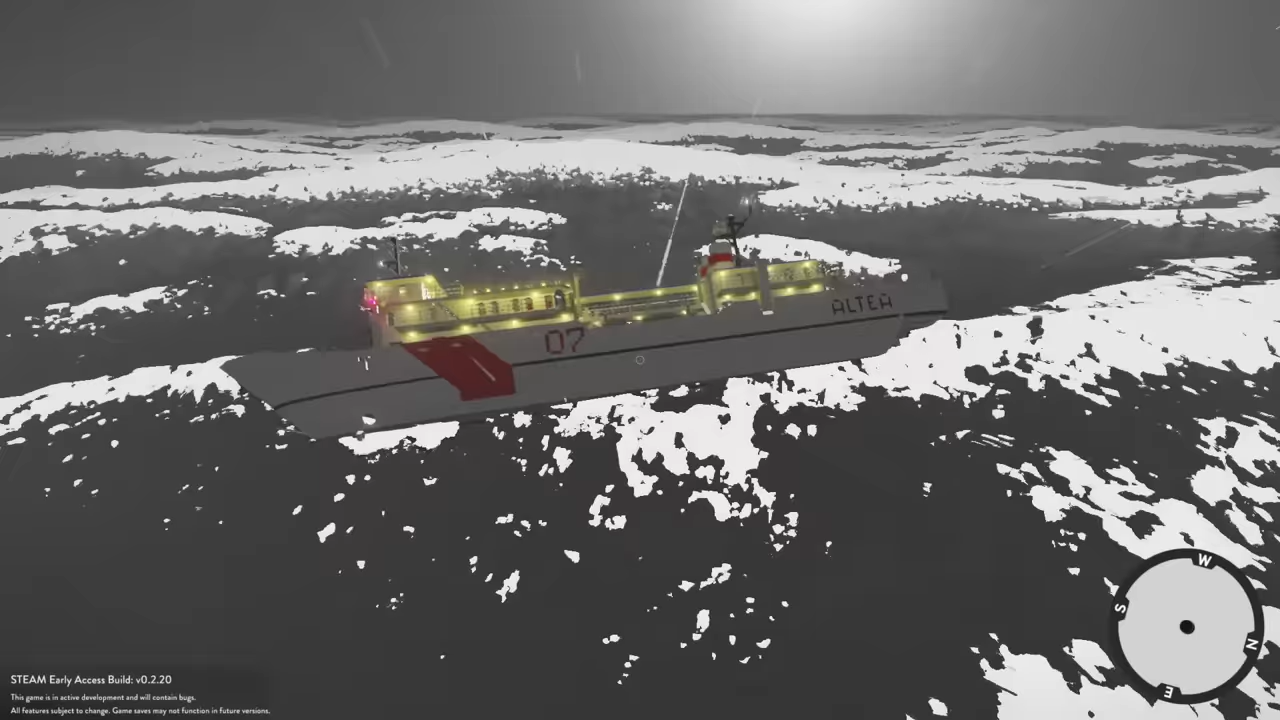 ALTEA
07
W
S
N
E
STEAM Early Access Build: v0.2.20
This game is in active development and will contain bugs.
All features subject to change. Game saves may not function in future versions.